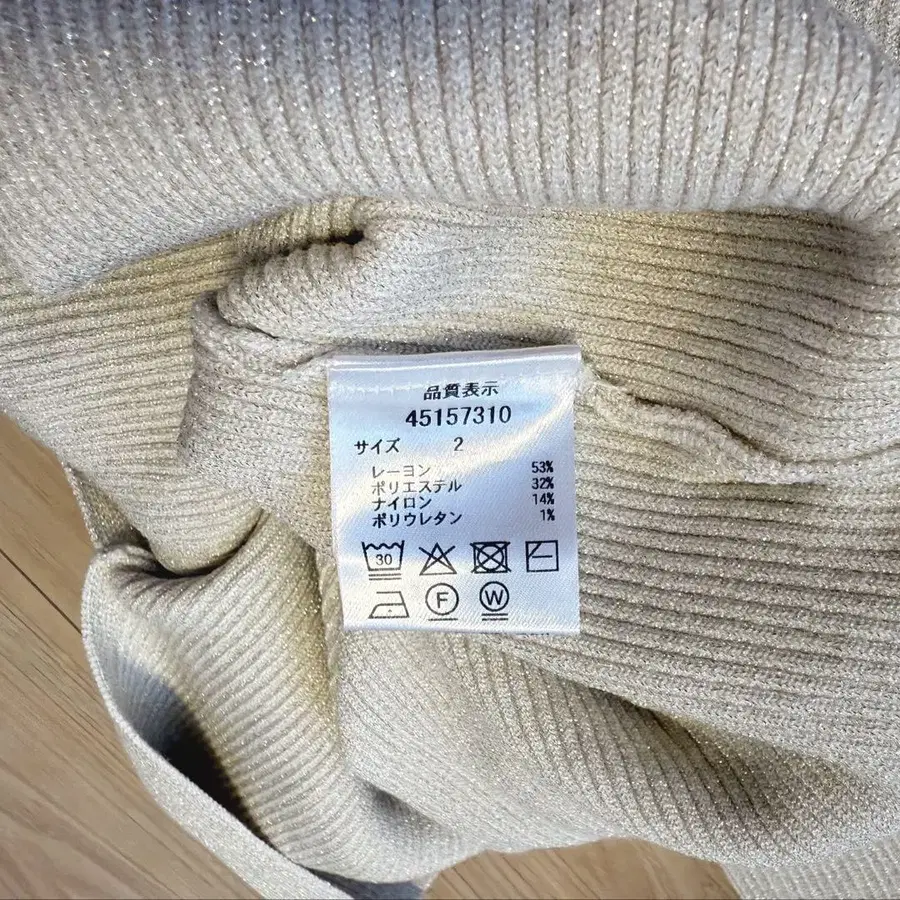 品質表示
45157310
サイズ 2
レーヨン 53%
ポリエステル 32%
ナイロン 14%
ポリウレタン 1%
30
F W